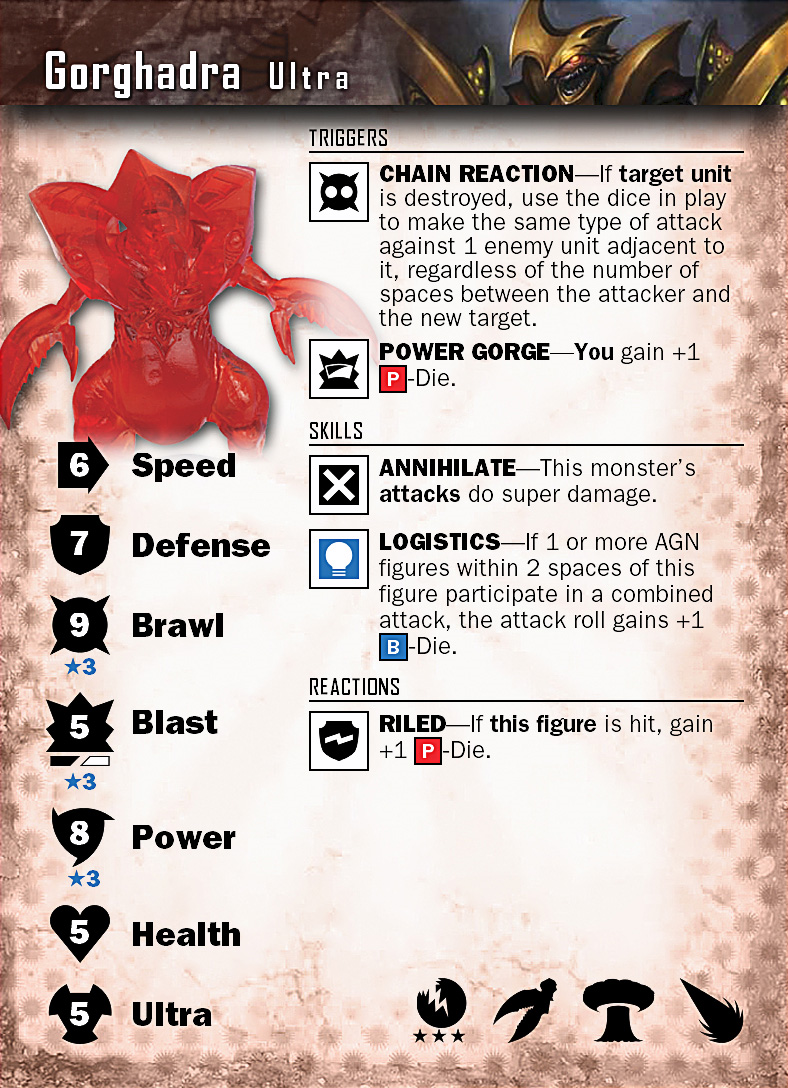 Gorghadra Ultra
TRIGGERS
CHAIN REACTION—If target unit
is destroyed, use the dice in play
to make the same type of attack
against 1 enemy unit adjacent to
it, regardless of the number of
spaces between the attacker and
the new target.
POWER GORGE—You gain +1
P-Die.
SKILLS
ANNIHILATE—This monster's
attacks do super damage.
LOGISTICS—If 1 or more AGN
figures within 2 spaces of this
figure participate in a combined
attack, the attack roll gains +1
B-Die.
REACTIONS
RILED—If this figure is hit, gain
+1 P-Die.
6 Speed
7 Defense
9 Brawl
★3
5 Blast
★3
8 Power
★3
5 Health
5 Ultra
★★★